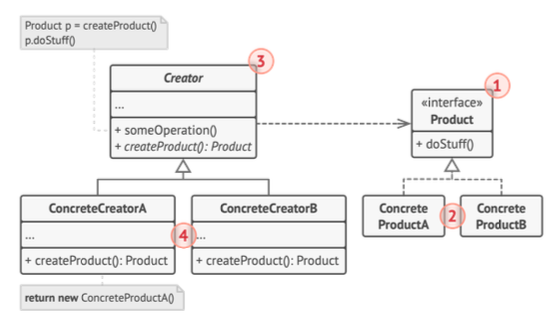 Product p = createProduct()
p.doStuff()
3
Creator
...
+ someOperation()
+ createProduct(): Product
1
«interface»
Product
+ doStuff()
ConcreteCreatorA
...
+ createProduct(): Product
4
ConcreteCreatorB
...
+ createProduct(): Product
Concrete
ProductA
2
Concrete
ProductB
return new ConcreteProductA()